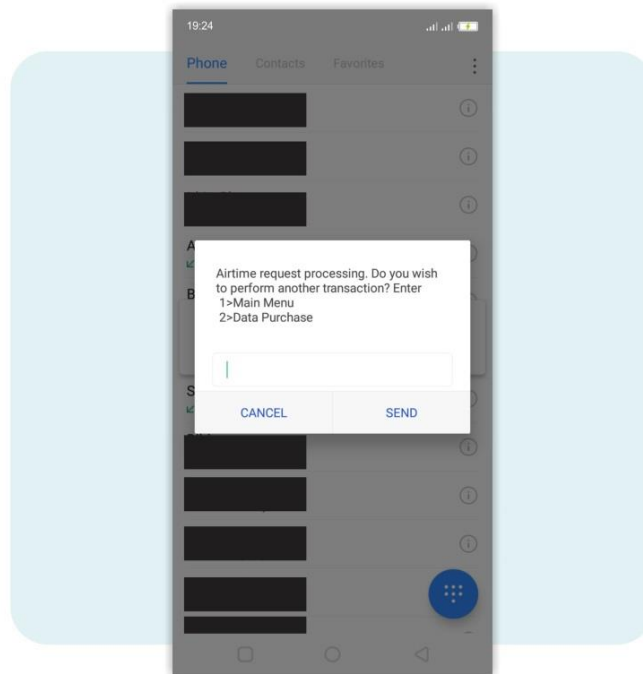 19:24
Phone Contacts Favorites
A
B
Airtime request processing. Do you wish
to perform another transaction? Enter
1>Main Menu
2>Data Purchase
S
CANCEL SEND